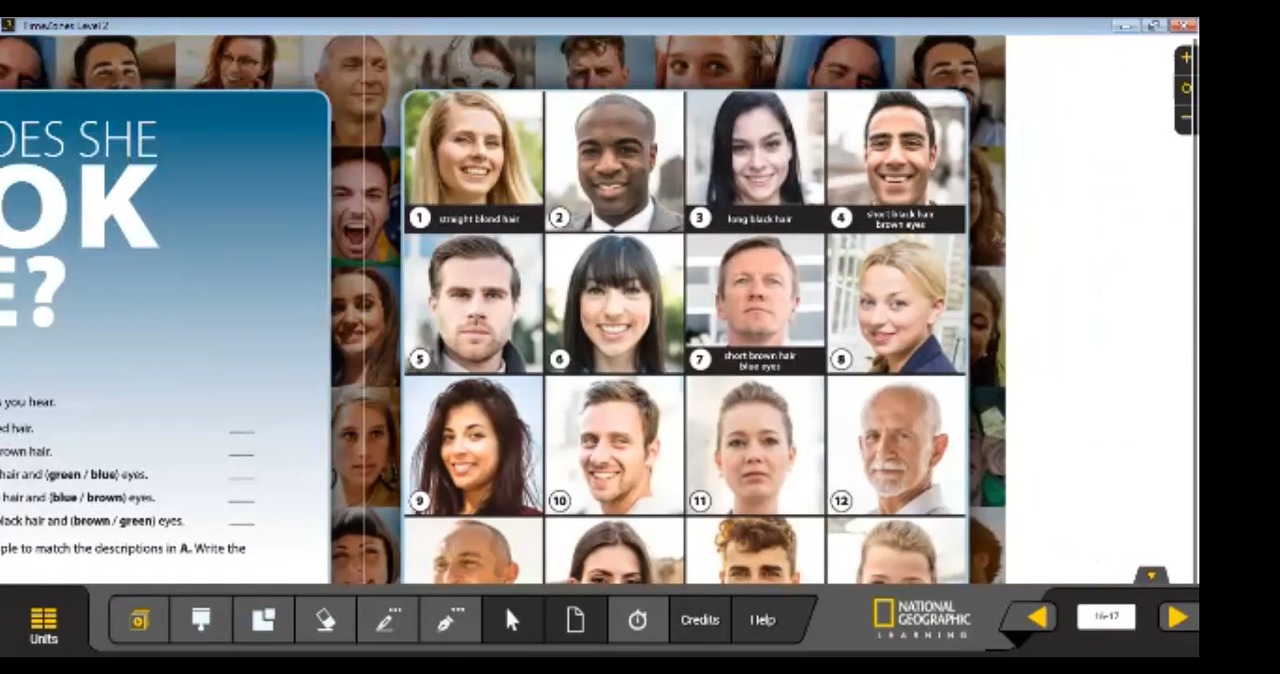 TimeZones Level 2
OES SHE
OK
E?
s you hear.
ed hair.
rown hair.
hair and (green / blue) eyes.
hair and (blue / brown) eyes.
lack hair and (brown / green) eyes.
ple to match the descriptions in A. Write the
1 straight blond hair
2
3 long black hair
4 short black hair
brown eyes
5
6
7 short brown hair
blue eyes
8
9
10
11
12
Units
Credits
Help
NATIONAL
GEOGRAPHIC
LEARNING
16-17